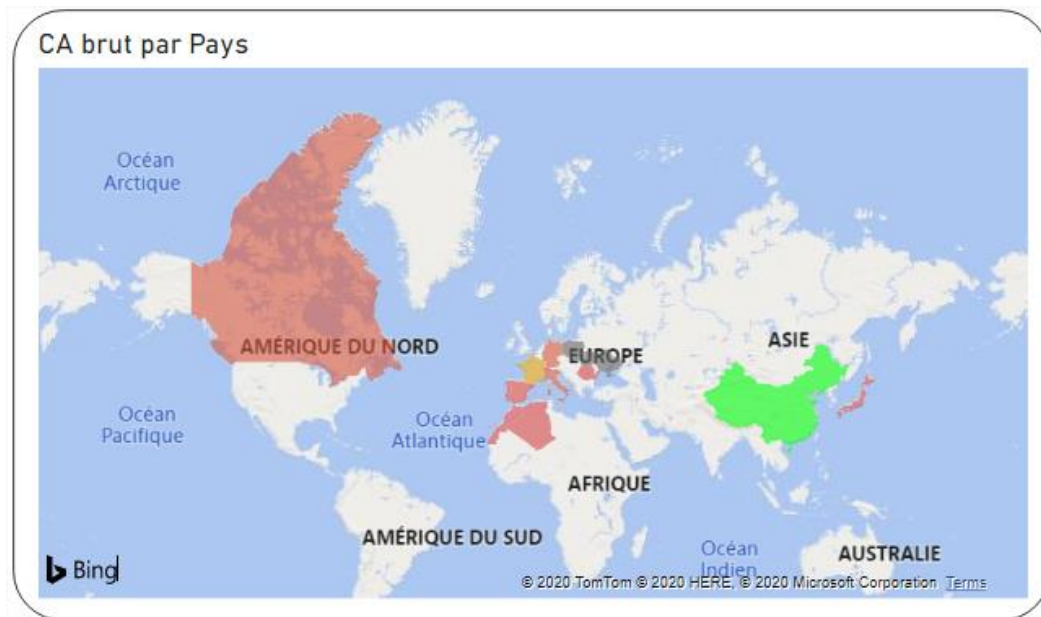 CA brut par Pays
Océan
Arctique
AMÉRIQUE DU NORD
EUROPE
ASIE
Océan
Pacifique
Océan
Atlantique
AFRIQUE
AMÉRIQUE DU SUD
Océan
Indien
AUSTRALIE
Bing
© 2020 TomTom © 2020 HERE, © 2020 Microsoft Corporation Terms